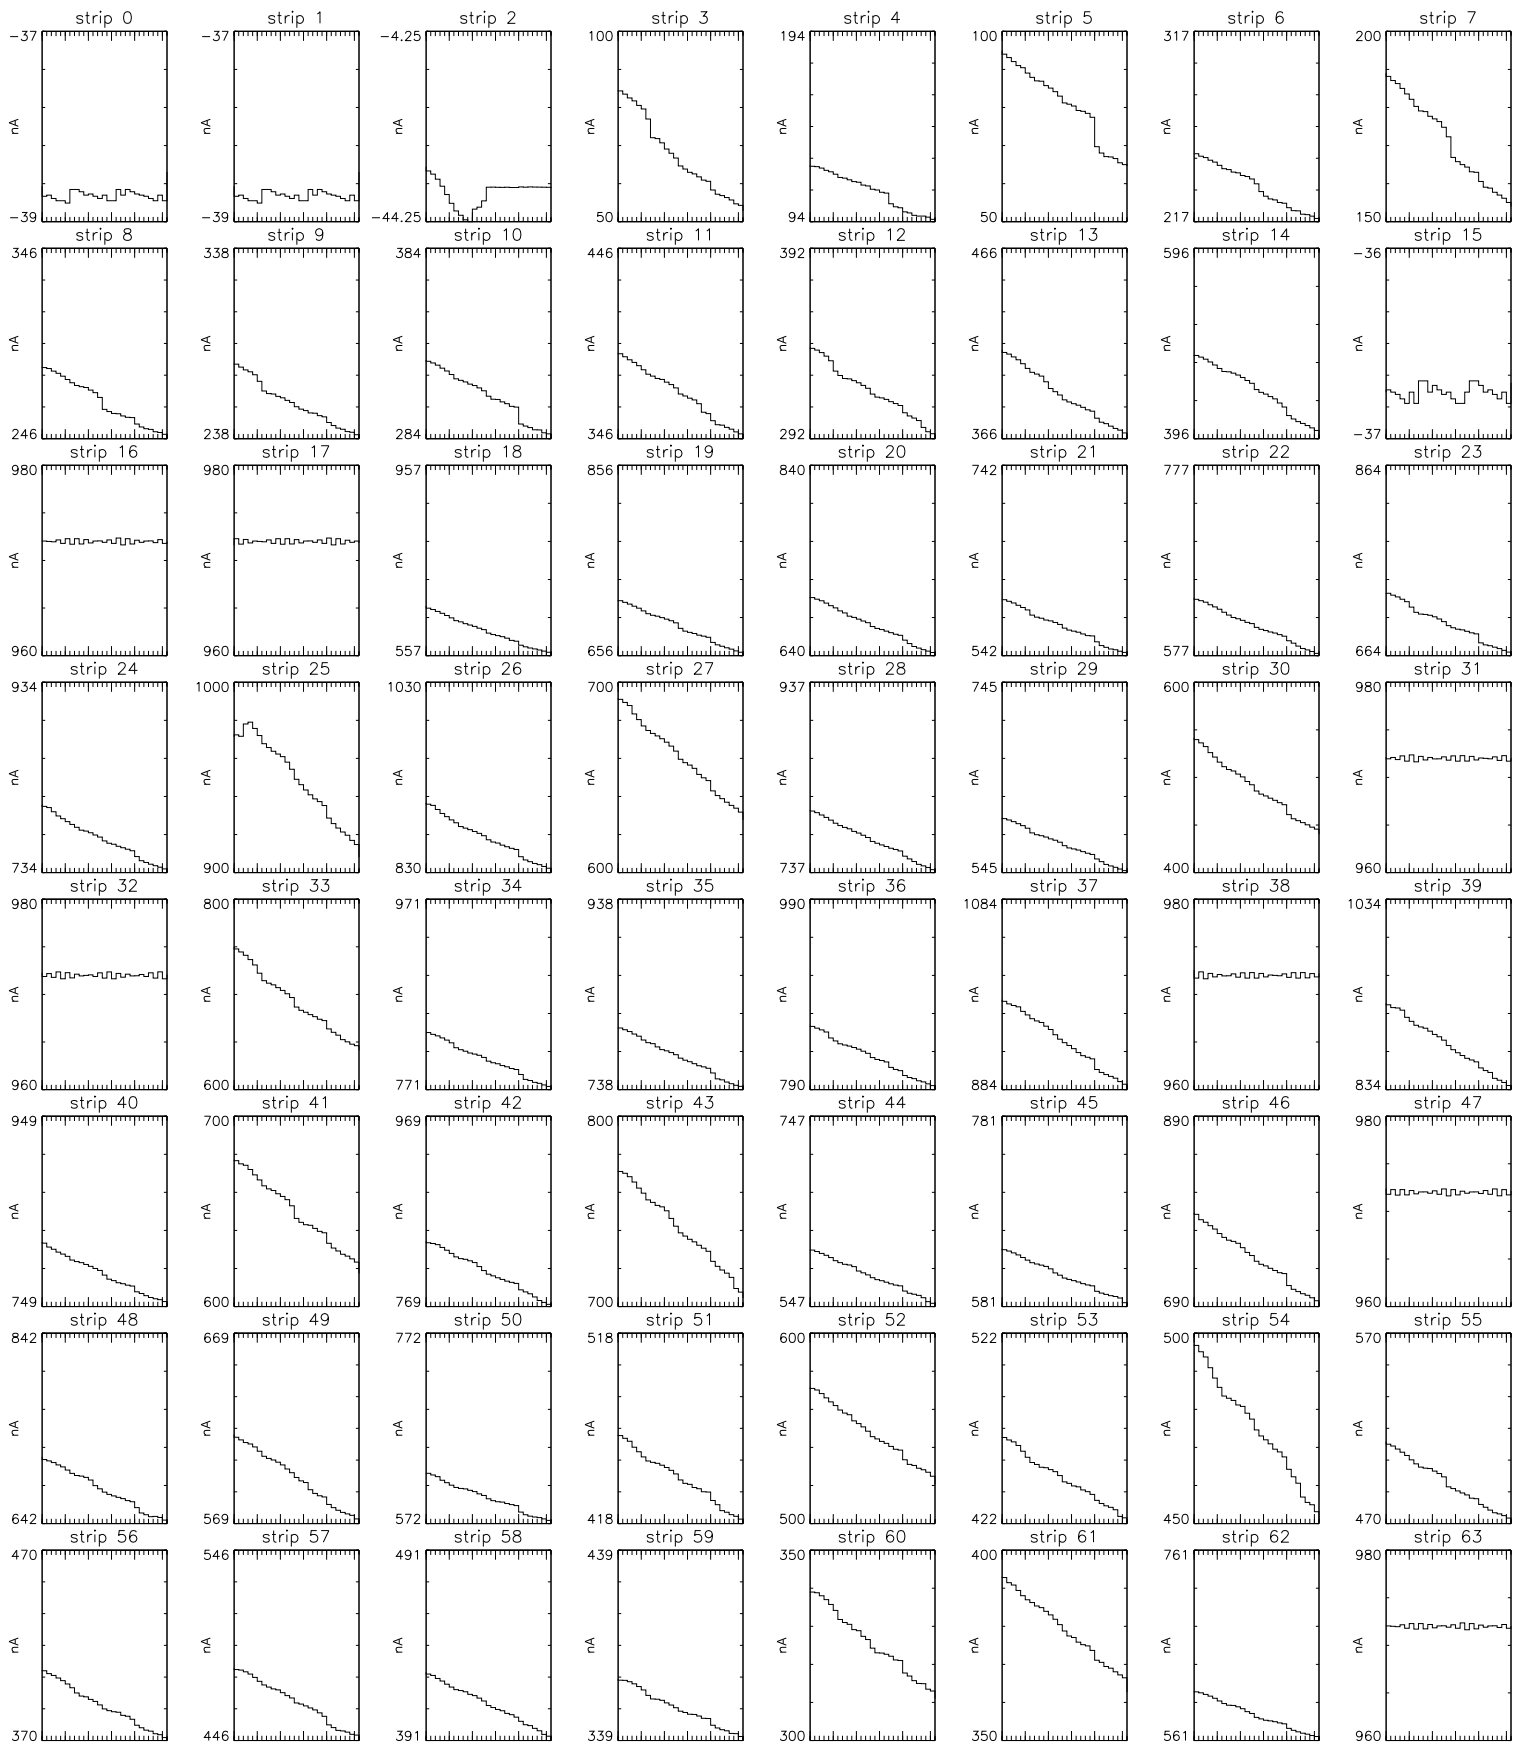 strip 0 strip 1 strip 2 strip 3 strip 4 strip 5 strip 6 strip 7
-37 -37 -4.25 100 194 100 317 200
nA nA nA nA nA nA nA nA
-39 -39 -44.25 50 94 50 217 150
strip 8 strip 9 strip 10 strip 11 strip 12 strip 13 strip 14 strip 15
346 338 384 446 392 466 596 -36
nA nA nA nA nA nA nA nA
246 238 284 346 292 366 396 -37
strip 16 strip 17 strip 18 strip 19 strip 20 strip 21 strip 22 strip 23
980 980 957 856 840 742 777 864
nA nA nA nA nA nA nA nA
960 960 557 656 640 542 577 664
strip 24 strip 25 strip 26 strip 27 strip 28 strip 29 strip 30 strip 31
934 1000 1030 700 937 745 600 980
nA nA nA nA nA nA nA nA
734 900 830 600 737 545 400 960
strip 32 strip 33 strip 34 strip 35 strip 36 strip 37 strip 38 strip 39
980 800 971 938 990 1084 980 1034
nA nA nA nA nA nA nA nA
960 600 771 738 790 884 960 834
strip 40 strip 41 strip 42 strip 43 strip 44 strip 45 strip 46 strip 47
949 700 969 800 747 781 890 980
nA nA nA nA nA nA nA nA
749 600 769 700 547 581 690 960
strip 48 strip 49 strip 50 strip 51 strip 52 strip 53 strip 54 strip 55
842 669 772 518 600 522 500 570
nA nA nA nA nA nA nA nA
642 569 572 418 500 422 450 470
strip 56 strip 57 strip 58 strip 59 strip 60 strip 61 strip 62 strip 63
470 546 491 439 350 400 761 980
nA nA nA nA nA nA nA nA
370 446 391 339 300 350 561 960